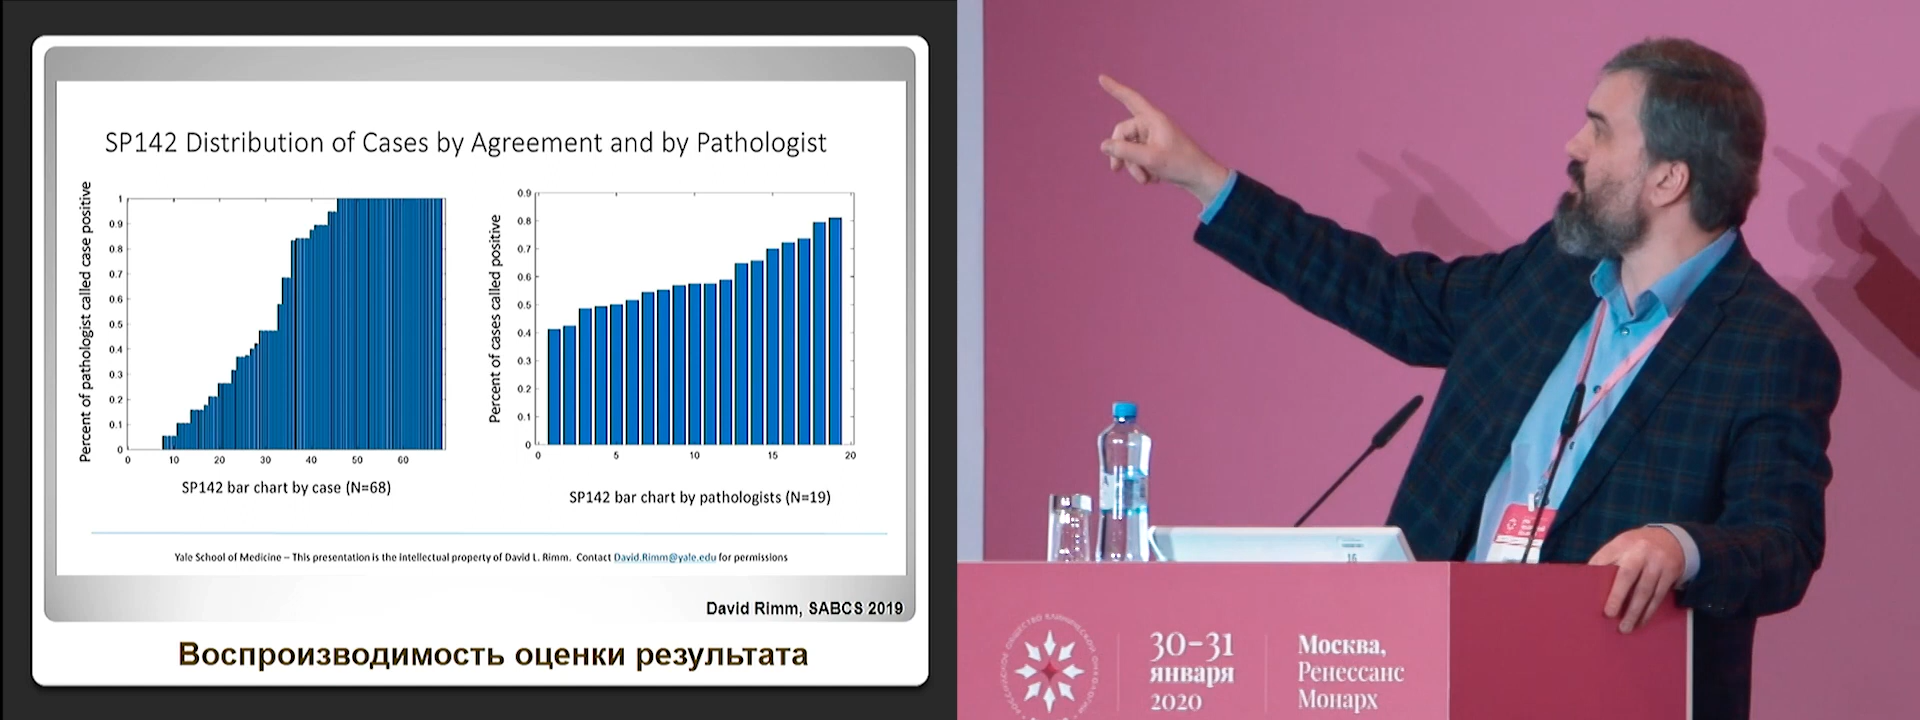 SP142 Distribution of Cases by Agreement and by Pathologist
Percent of pathologist called case positive
1
0.9
0.8
0.7
0.6
0.5
0.4
0.3
0.2
0.1
0
0
10
20
30
40
50
60
SP142 bar chart by case (N=68)
Percent of cases called positive
0.9
0.8
0.7
0.6
0.5
0.4
0.3
0.2
0.1
0
0
5
10
15
20
SP142 bar chart by pathologists (N=19)
Yale School of Medicine – This presentation is the intellectual property of David L. Rimm. Contact David.Rimm@yale.edu for permissions
David Rimm, SABCS 2019
Воспроизводимость оценки результата
16
РОССИЙСКОЕ ОБЩЕСТВО КЛИНИЧЕСКОЙ ОНКОЛОГИИ
30-31
января
2020
Москва,
Ренессанс
Монарх